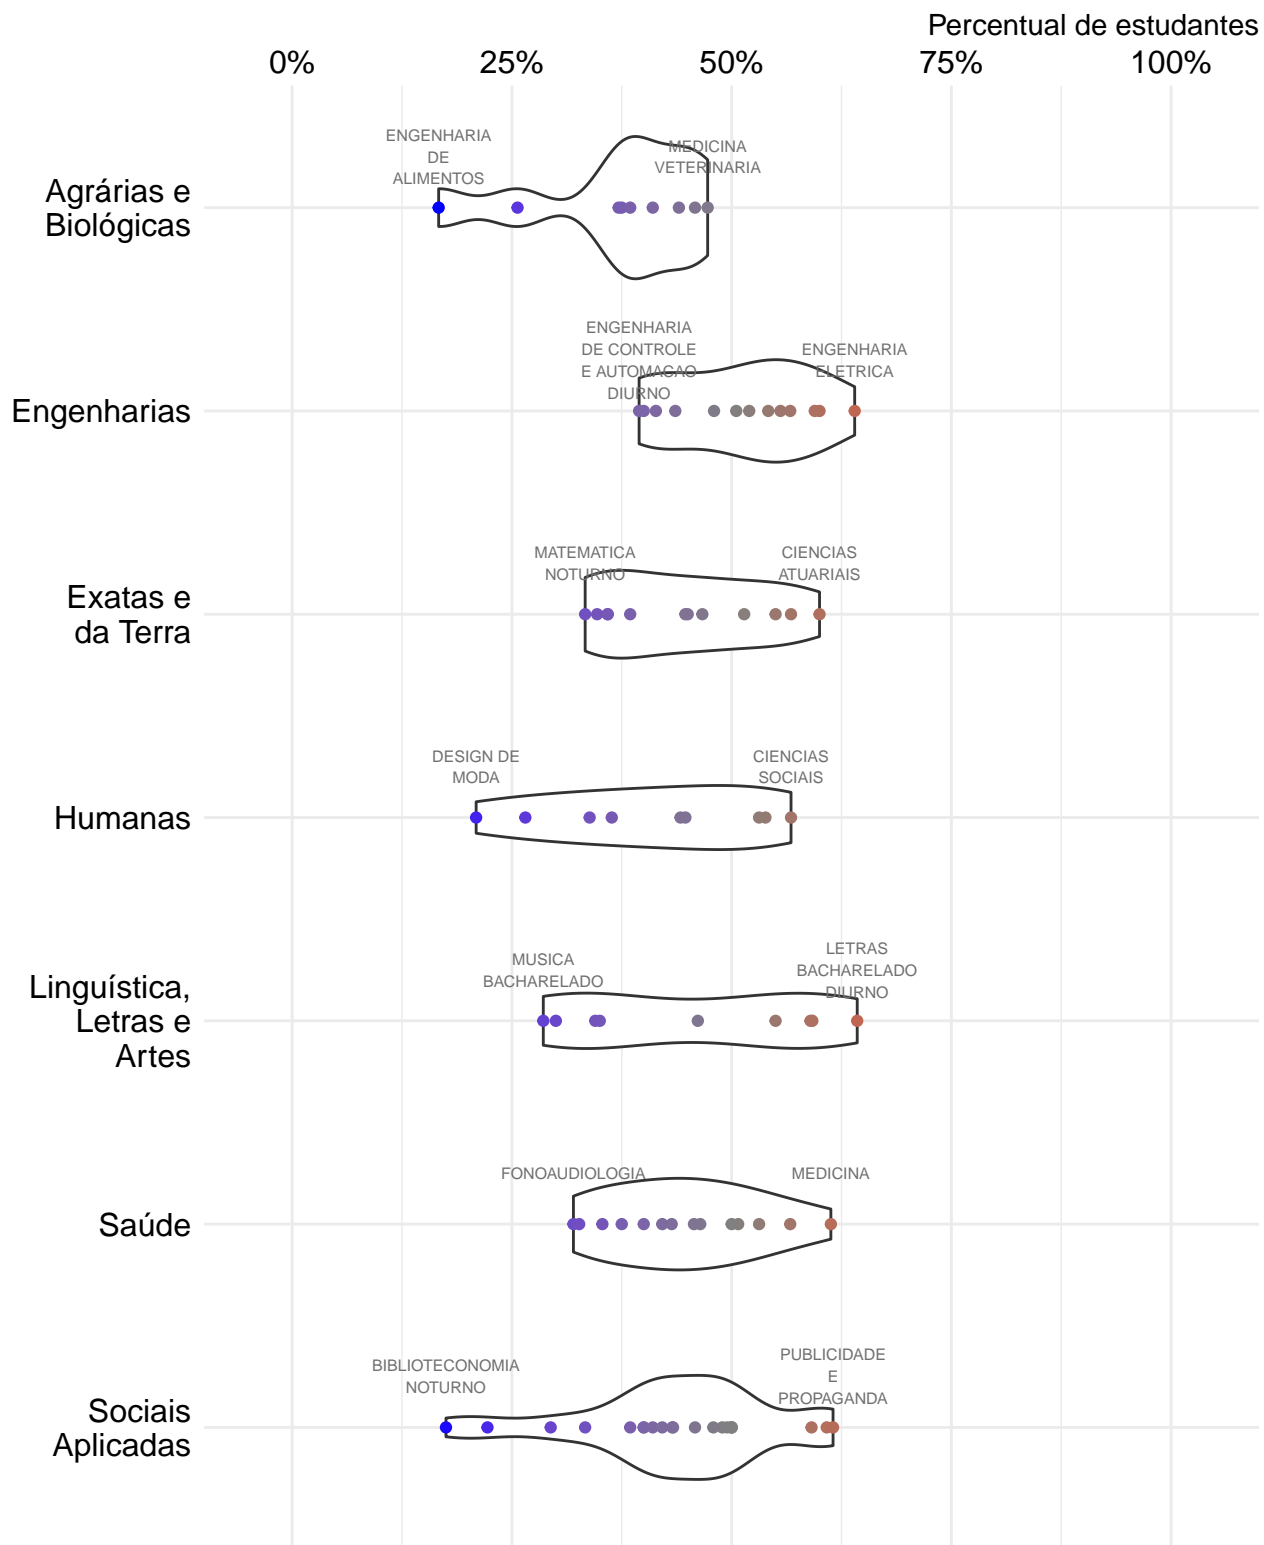 Percentual de estudantes
0% 25% 50% 75% 100%
ENGENHARIA
DE
ALIMENTOS
MEDICINA
VETERINARIA
Agrárias e
Biológicas
ENGENHARIA
DE CONTROLE
E AUTOMACAO
DIURNO
ENGENHARIA
ELETRICA
Engenharias
MATEMATICA
NOTURNO
CIENCIAS
ATUARIAIS
Exatas e
da Terra
DESIGN DE
MODA
CIENCIAS
SOCIAIS
Humanas
MUSICA
BACHARELADO
LETRAS
BACHARELADO
DIURNO
Linguística,
Letras e
Artes
FONOAUDIOLOGIA
MEDICINA
Saúde
BIBLIOTECONOMIA
NOTURNO
PUBLICIDADE
E
PROPAGANDA
Sociais
Aplicadas